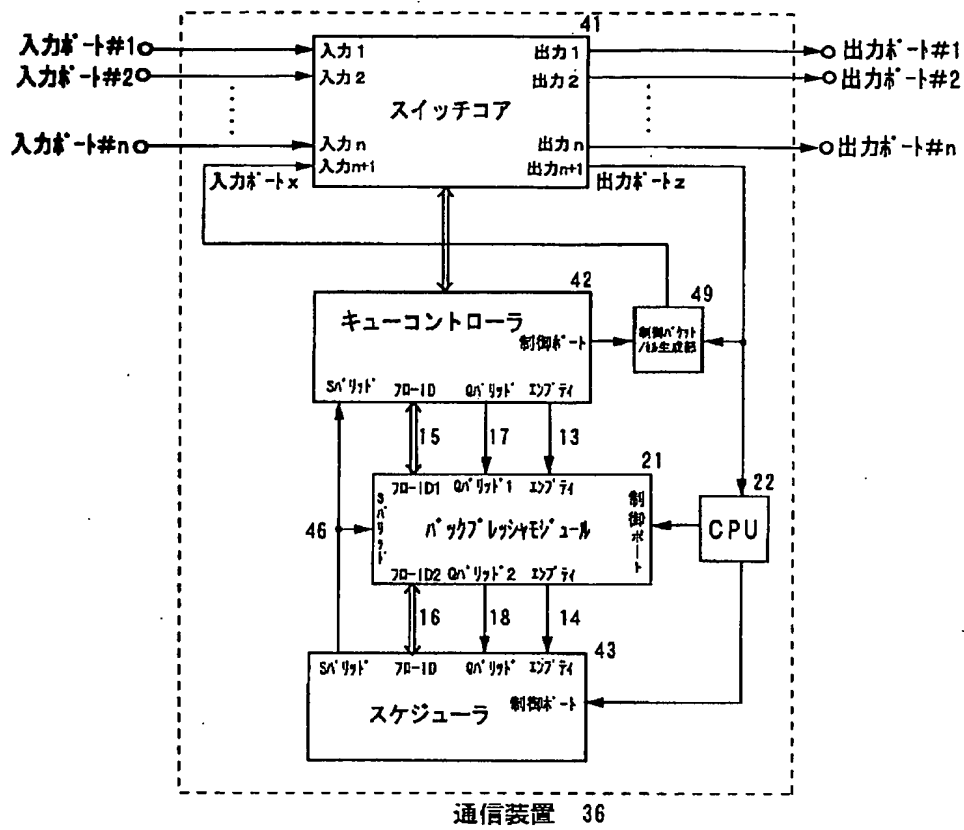 41
入力ポート#1
入力1
出力1
出力ポート#1
入力ポート#2
入力2
出力2
出力ポート#2
スイッチコア
入力ポート#n
入力n
出力n
出力ポート#n
入力n+1
出力n+1
入力ポートx
出力ポートz
42
49
キューコントローラ
制御ポート
制御パケット
/セル生成部
Sバリッド
フローID
Qバリッド
エンプティ
15
17
13
21
22
フローID1
Qバリッド1
エンプティ
Sバリッド
制御ポート
CPU
46
バックプレッシャモジュール
フローID2
Qバリッド2
エンプティ
16
18
14
43
Sバリッド
フローID
Qバリッド
エンプティ
制御ポート
スケジューラ
通信装置 36